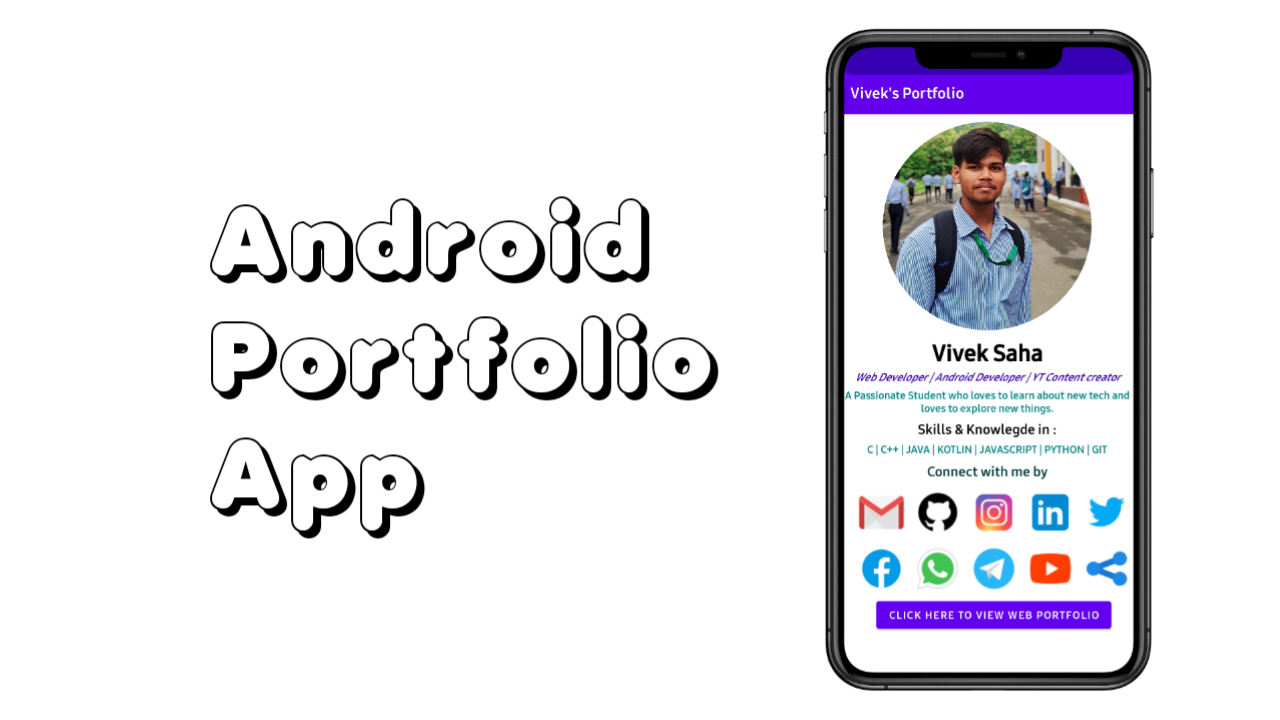 Android
Portfolio
App
Vivek's Portfolio
Vivek Saha
Web Developer | Android Developer | YT Content creator
A Passionate Student who loves to learn about new tech and
loves to explore new things.
Skills & Knowlegde in :
C | C++ | JAVA | KOTLIN | JAVASCRIPT | PYTHON | GIT
Connect with me by
in
CLICK HERE TO VIEW WEB PORTFOLIO